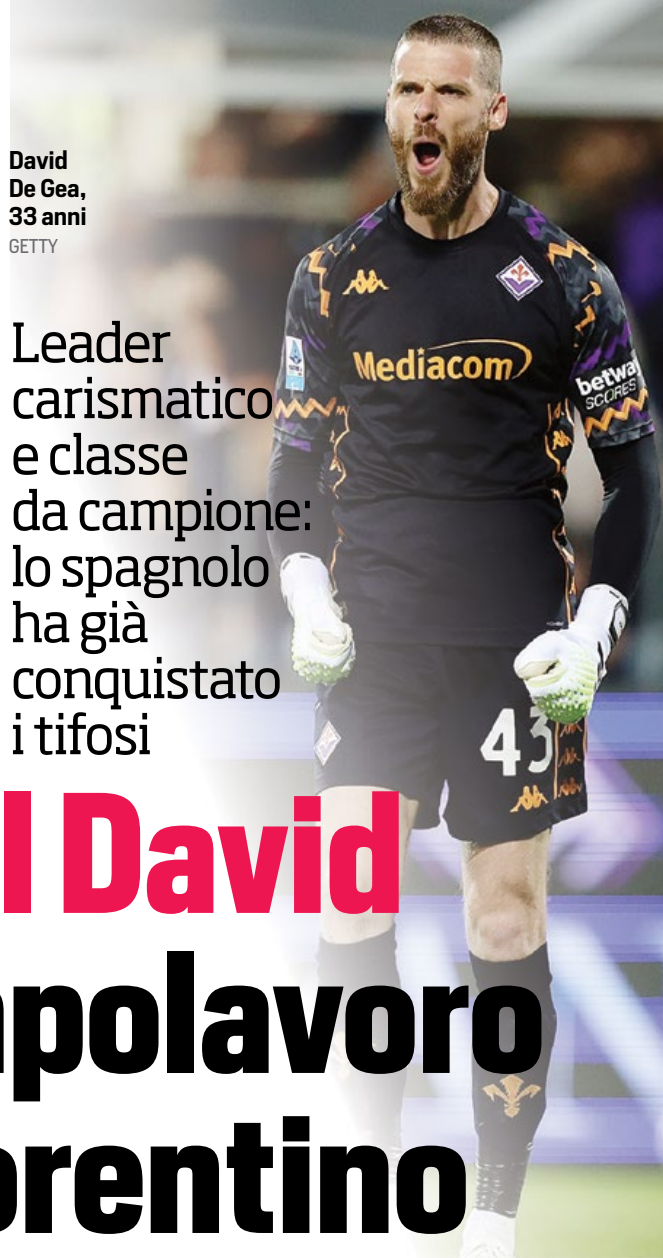 David
De Gea,
33 anni
GETTY
Leader
carismatico
e classe
da campione:
lo spagnolo
ha già
conquistato
i tifosi
Mediacom
betway
SCORES
43
l David
polavoro
rentino